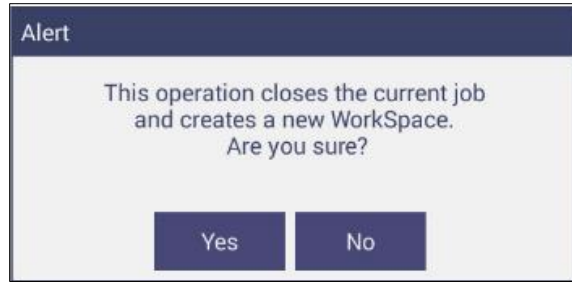 Alert
This operation closes the current job
and creates a new WorkSpace.
Are you sure?
Yes No